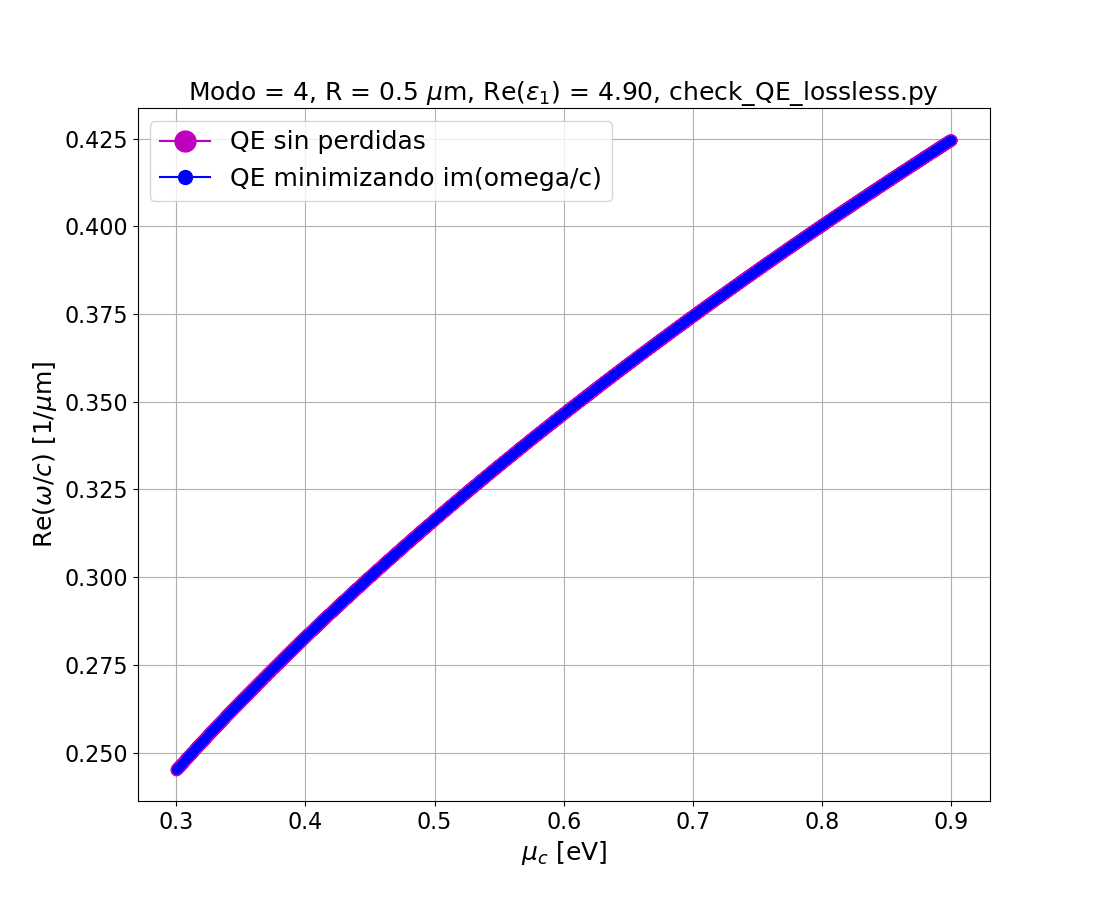 Modo = 4, R = 0.5 μm, Re(ε₁) = 4.90, check_QE_lossless.py
QE sin perdidas
QE minimizando im(omega/c)
Re(ω/c) [1/μm]
0.425
0.400
0.375
0.350
0.325
0.300
0.275
0.250
0.3 0.4 0.5 0.6 0.7 0.8 0.9
μ_c [eV]